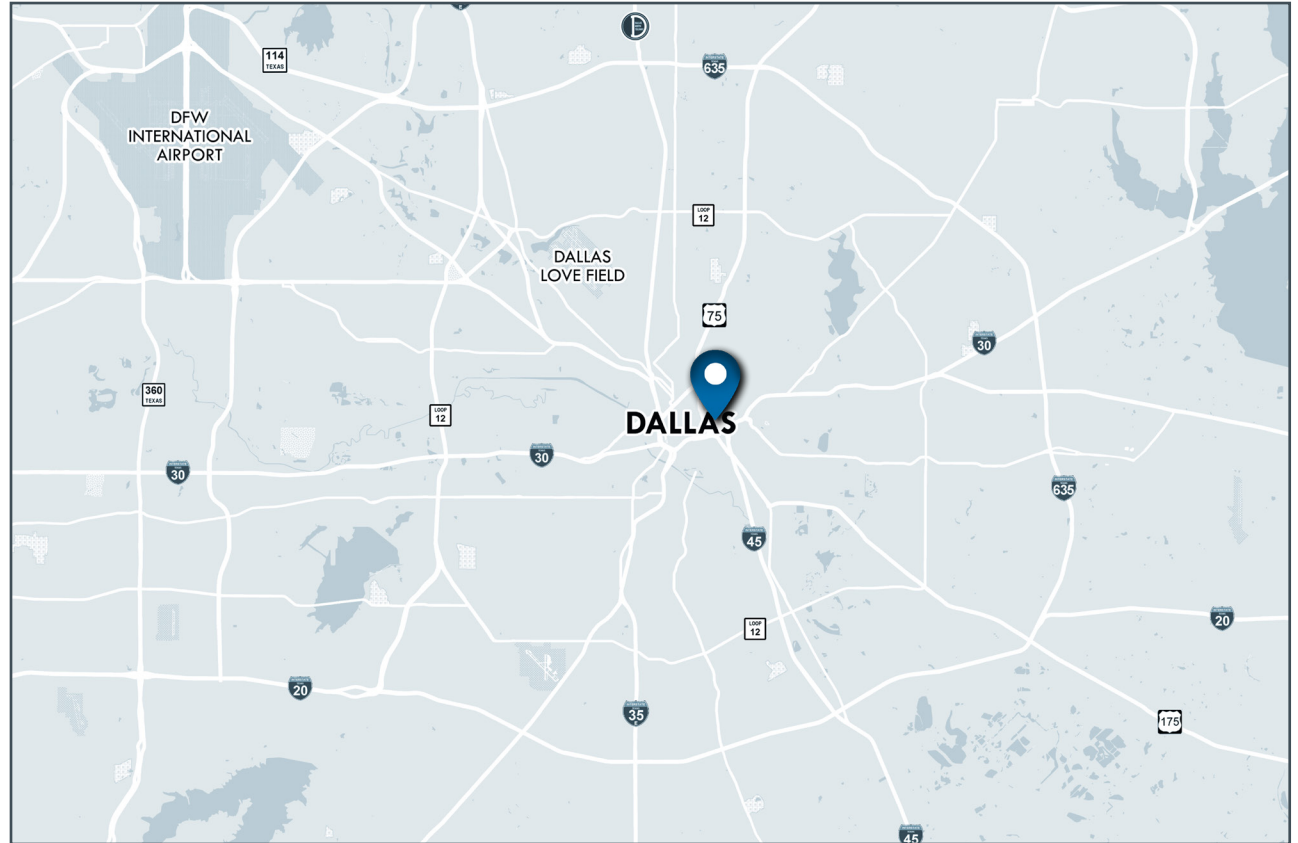 114
TEXAS
635
DFW
INTERNATIONAL
AIRPORT
LOOP
12
DALLAS
LOVE FIELD
75
30
360
TEXAS
LOOP
12
DALLAS
30
30
635
45
20
LOOP
12
20
35
175
45